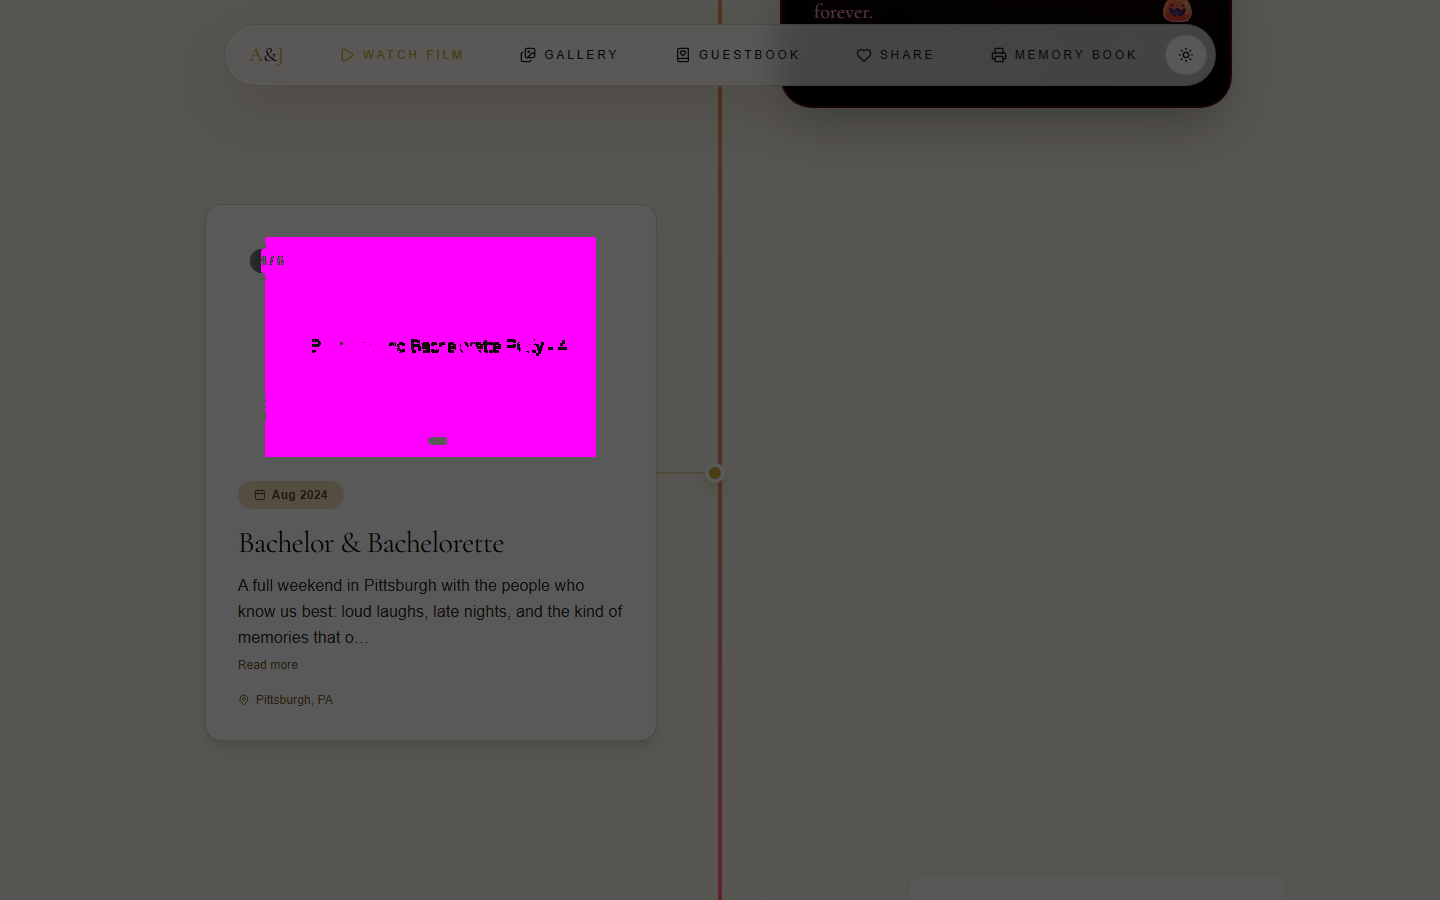 forever.
A&J
WATCH FILM
GALLERY
GUESTBOOK
SHARE
MEMORY BOOK
Aug 2024
Bachelor & Bachelorette
A full weekend in Pittsburgh with the people who
know us best: loud laughs, late nights, and the kind of
memories that o...
Read more
Pittsburgh, PA